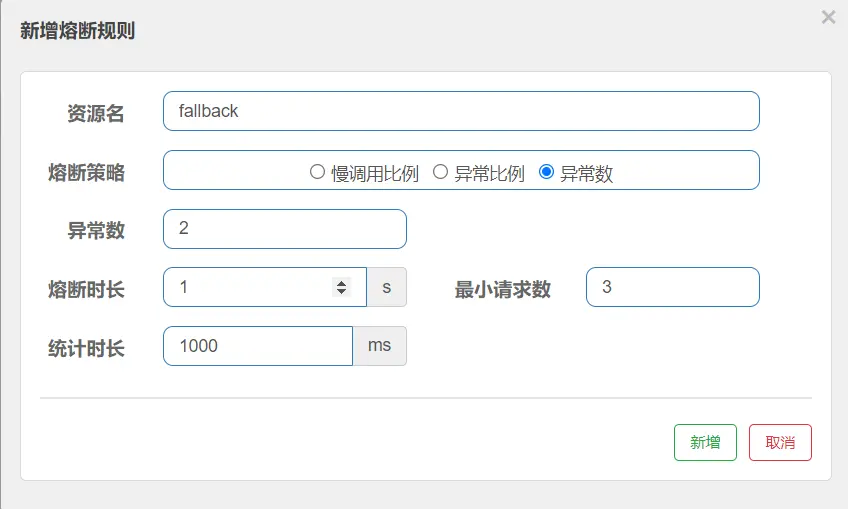 新增熔断规则
×
资源名 fallback
熔断策略 慢调用比例 异常比例 异常数
异常数 2
熔断时长 1 s 最小请求数 3
统计时长 1000 ms
新增 取消